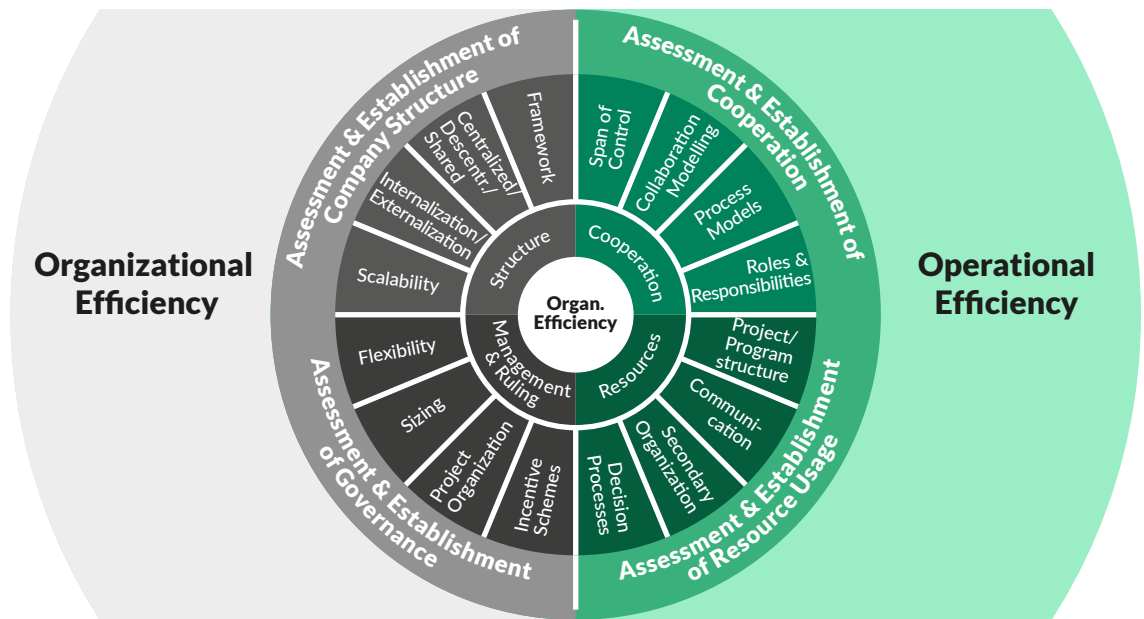 Organizational
Efficiency
Assessment & Establishment of
Company Structure
Assessment & Establishment of
Cooperation
Operational
Efficiency
Assessment & Establishment
of Governance
Assessment & Establishment
of Resource Usage
Framework
Centralized/
Descentr./
Shared
Internalization/
Externalization
Scalability
Flexibility
Sizing
Project
Organization
Incentive
Schemes
Span of
Control
Collaboration
Modelling
Process
Models
Roles &
Responsibilities
Project/
Program
structure
Communi-
cation
Secondary
Organization
Decision
Processes
Structure
Cooperation
Management
& Ruling
Resources
Organ.
Efficiency